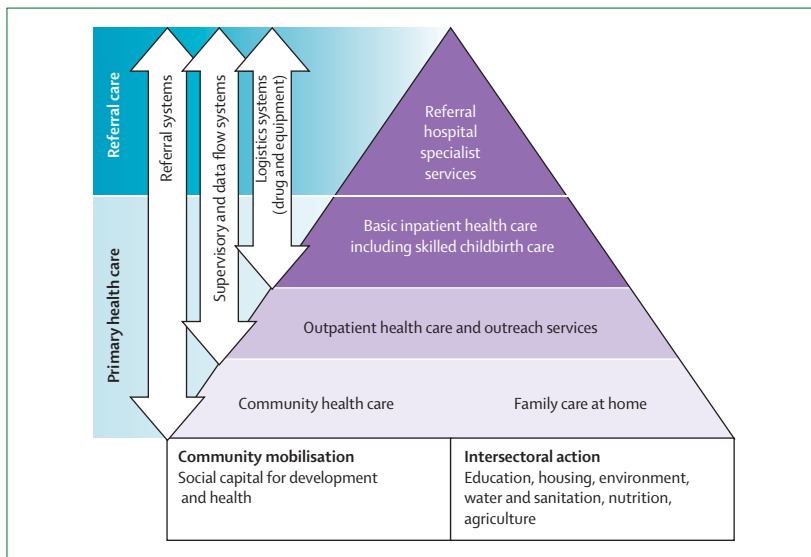 Referral care
Primary health care
Referral systems
Supervisory and data flow systems
Logistics systems
(drug and equipment)
Referral
hospital
specialist
services
Basic inpatient health care
including skilled childbirth care
Outpatient health care and outreach services
Community health care
Family care at home
Community mobilisation
Social capital for development
and health
Intersectoral action
Education, housing, environment,
water and sanitation, nutrition,
agriculture